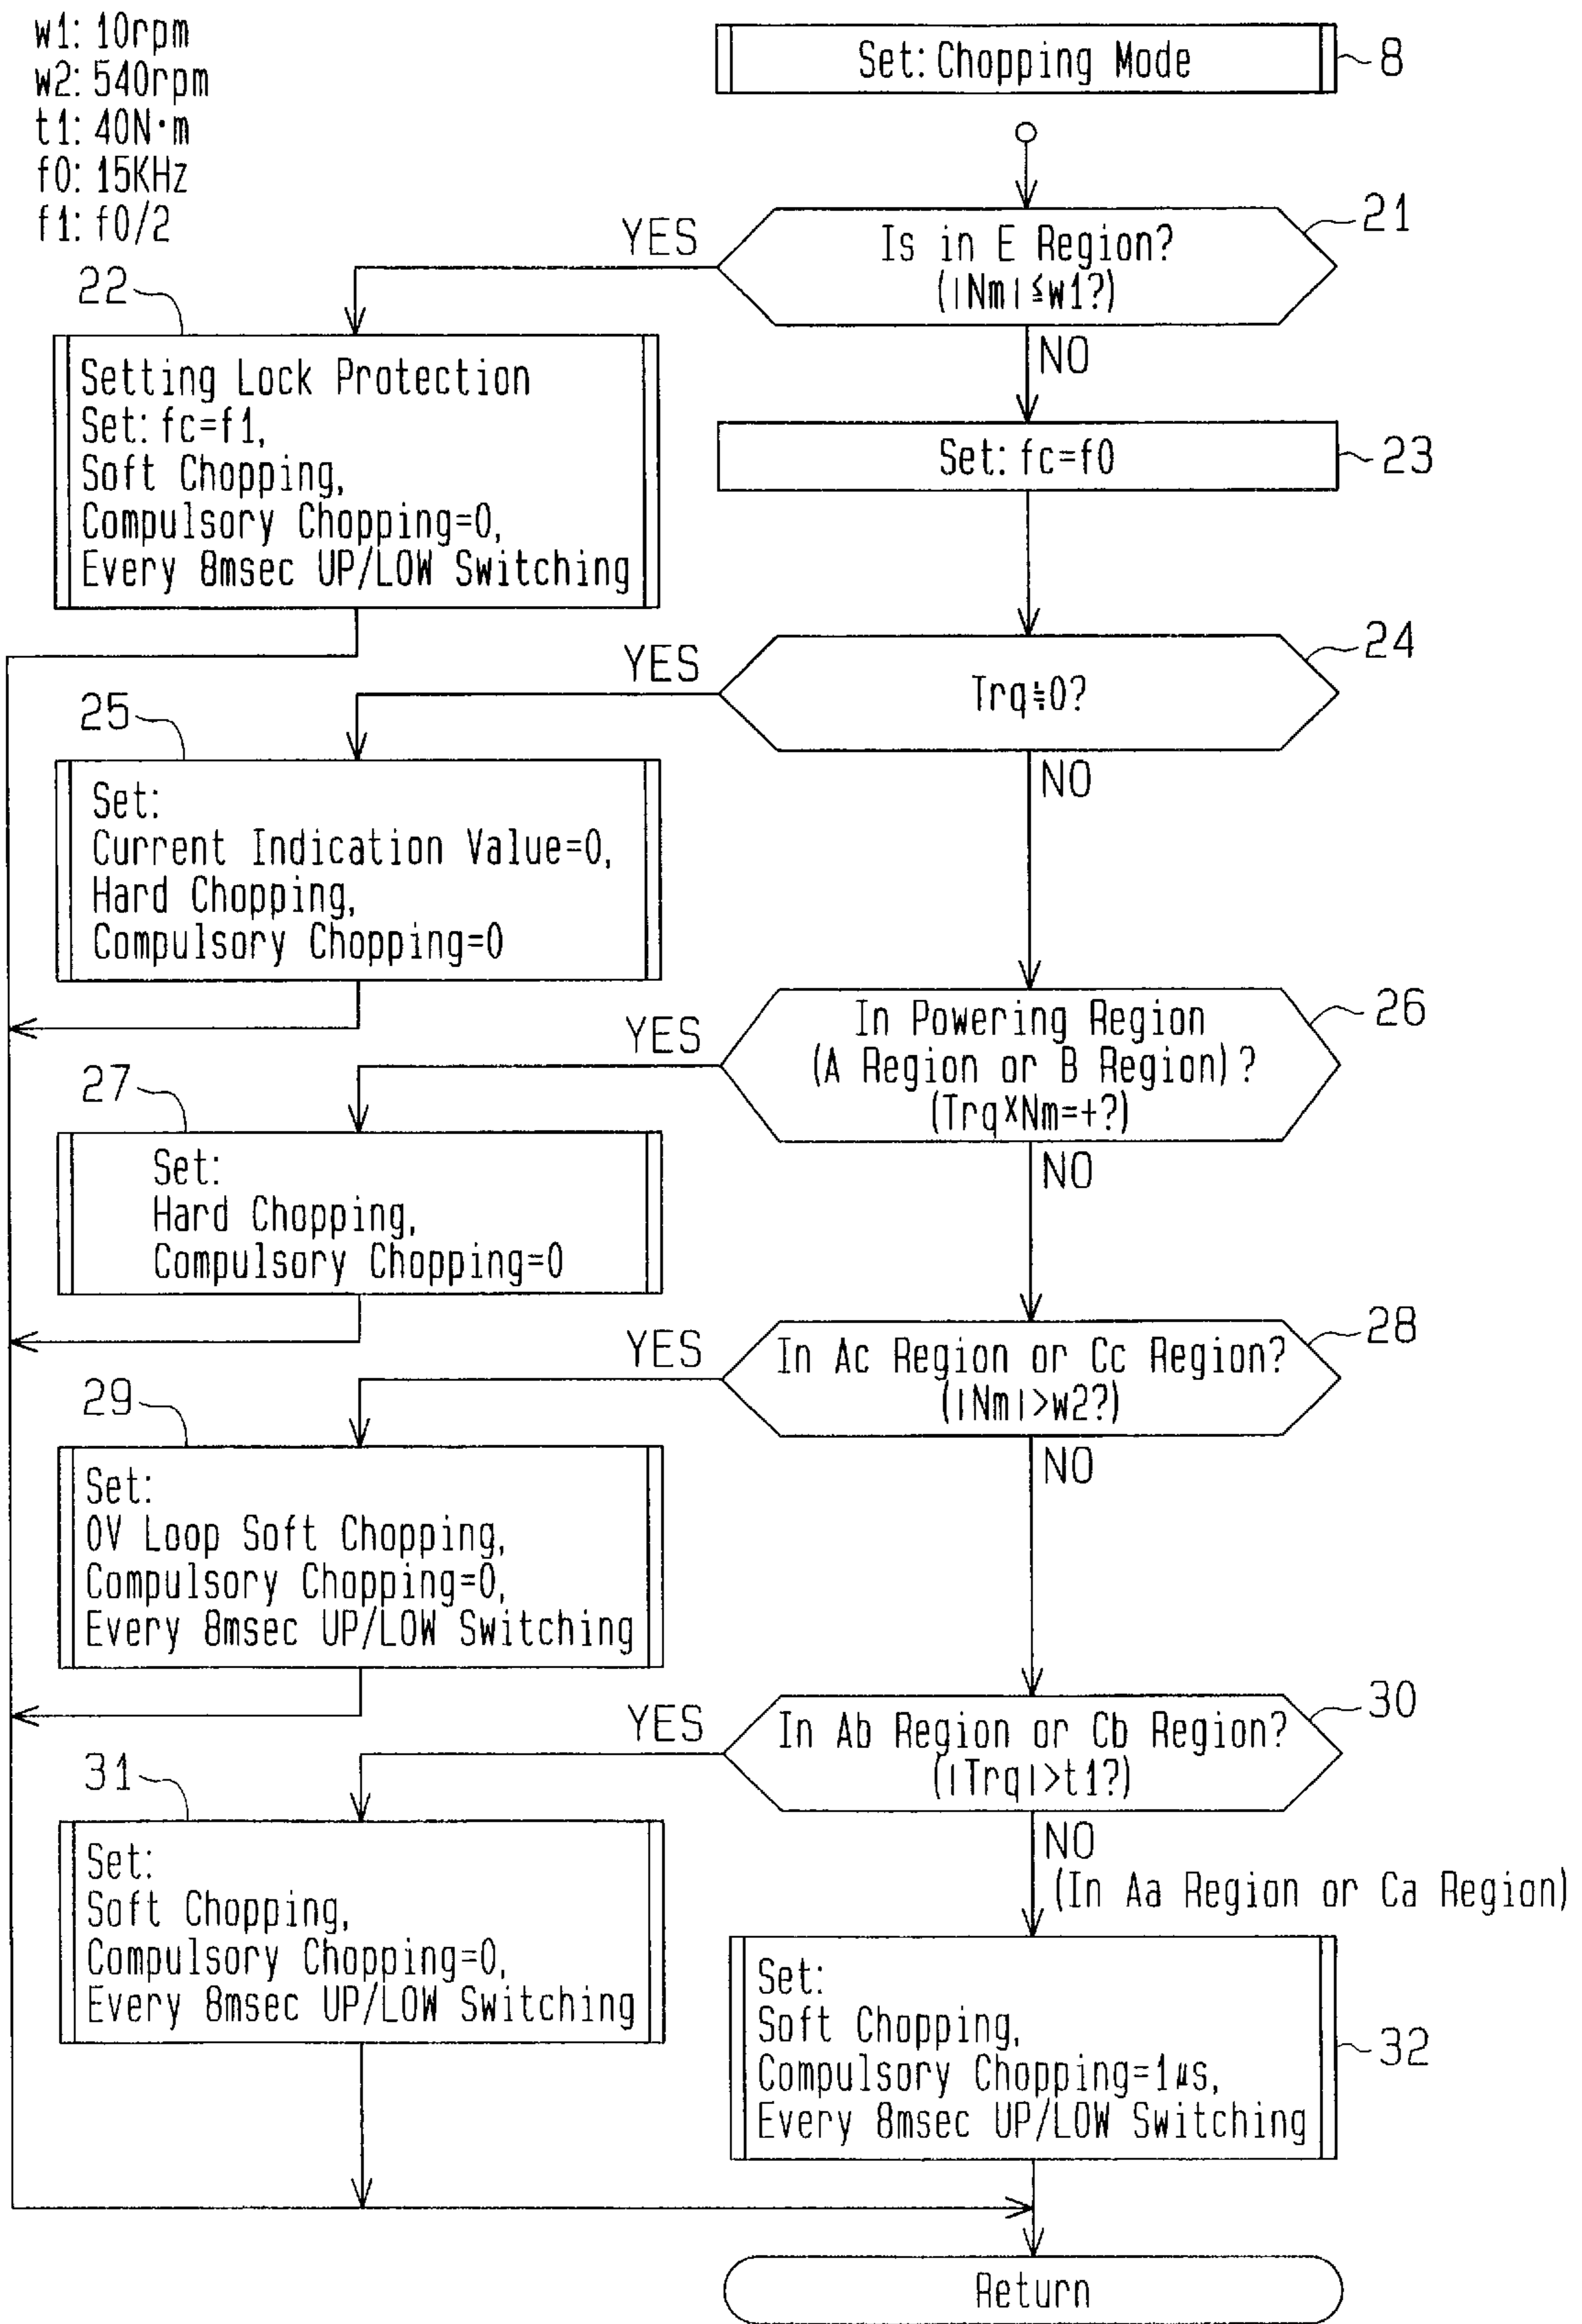 w1: 10rpm
w2: 540rpm
t1: 40N·m
f0: 15KHz
f1: f0/2
Set: Chopping Mode
8
21
Is in E Region?
(|Nm|≦w1?)
YES
NO
22
Setting Lock Protection
Set: fc=f1,
Soft Chopping,
Compulsory Chopping=0,
Every 8msec UP/LOW Switching
Set: fc=f0
23
24
Trq≒0?
YES
NO
25
Set:
Current Indication Value=0,
Hard Chopping,
Compulsory Chopping=0
26
In Powering Region
(A Region or B Region)?
(Trq×Nm=+?)
YES
NO
27
Set:
Hard Chopping,
Compulsory Chopping=0
28
In Ac Region or Cc Region?
(|Nm|>w2?)
YES
NO
29
Set:
0V Loop Soft Chopping,
Compulsory Chopping=0,
Every 8msec UP/LOW Switching
30
In Ab Region or Cb Region?
(|Trq|>t1?)
YES
NO
(In Aa Region or Ca Region)
31
Set:
Soft Chopping,
Compulsory Chopping=0,
Every 8msec UP/LOW Switching
Set:
Soft Chopping,
Compulsory Chopping=1μs,
Every 8msec UP/LOW Switching
32
Return